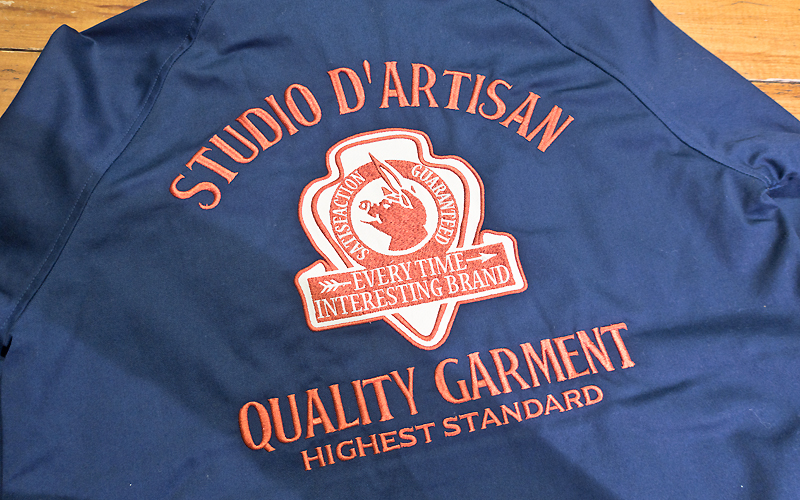 STUDIO D'ARTISAN
SATISFACTION GUARANTEED
EVERY TIME
INTERESTING BRAND
QUALITY GARMENT
HIGHEST STANDARD